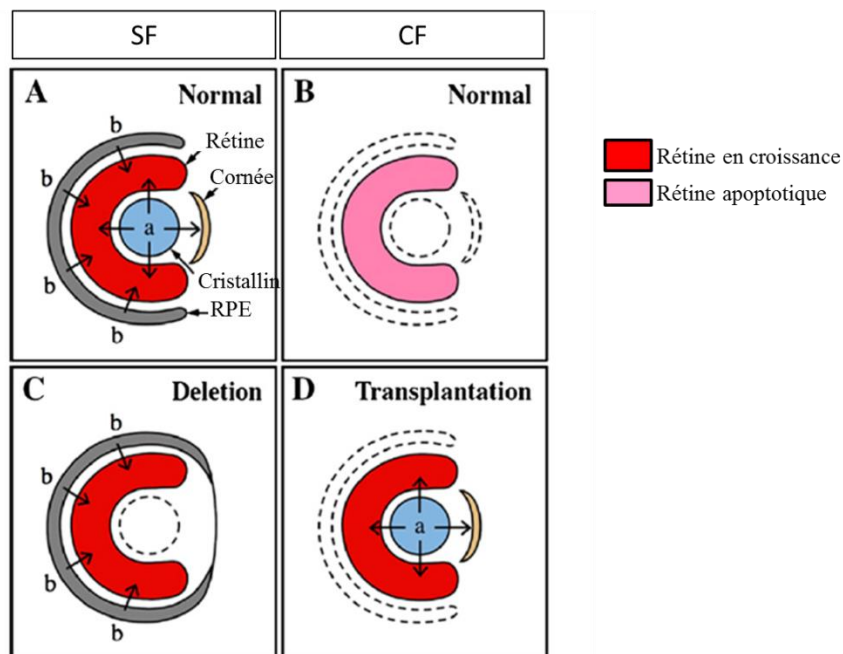 SF
CF
A
Normal
b
b
b
b
a
Rétine
Cornée
Cristallin
RPE
B
Normal
Rétine en croissance
Rétine apoptotique
C
Deletion
b
b
b
b
D
Transplantation
a